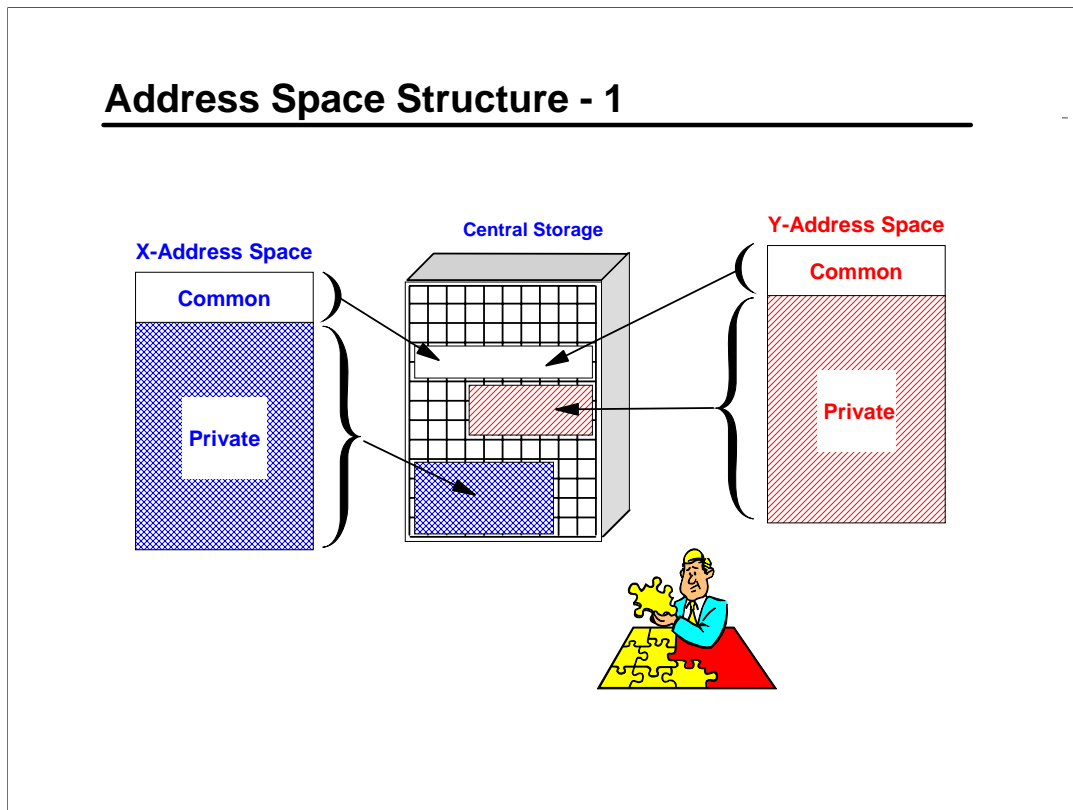 Address Space Structure - 1
X-Address Space
Common
Private
Central Storage
Y-Address Space
Common
Private